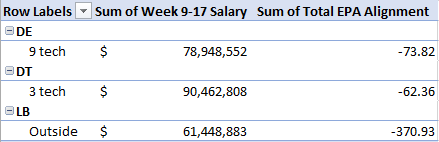 Row Labels Sum of Week 9-17 Salary Sum of Total EPA Alignment
DE
9 tech $ 78,948,552 -73.82
DT
3 tech $ 90,462,808 -62.36
LB
Outside $ 61,448,883 -370.93